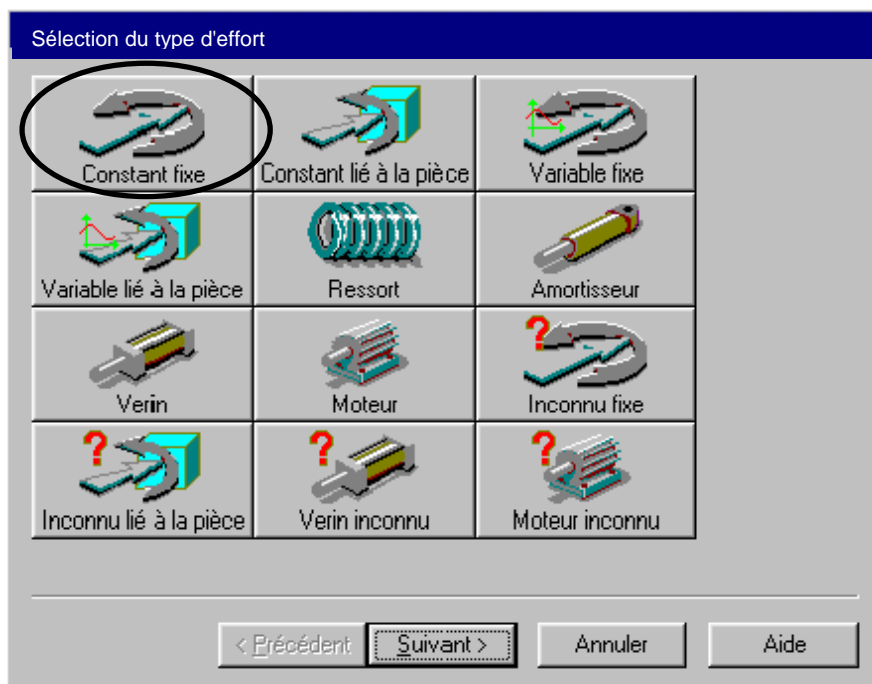 Sélection du type d'effort
Constant fixe
Constant lié à la pièce
Variable fixe
Variable lié à la pièce
Ressort
Amortisseur
Verin
Moteur
? Inconnu fixe
? Inconnu lié à la pièce
? Verin inconnu
? Moteur inconnu
< Précédent
Suivant >
Annuler
Aide